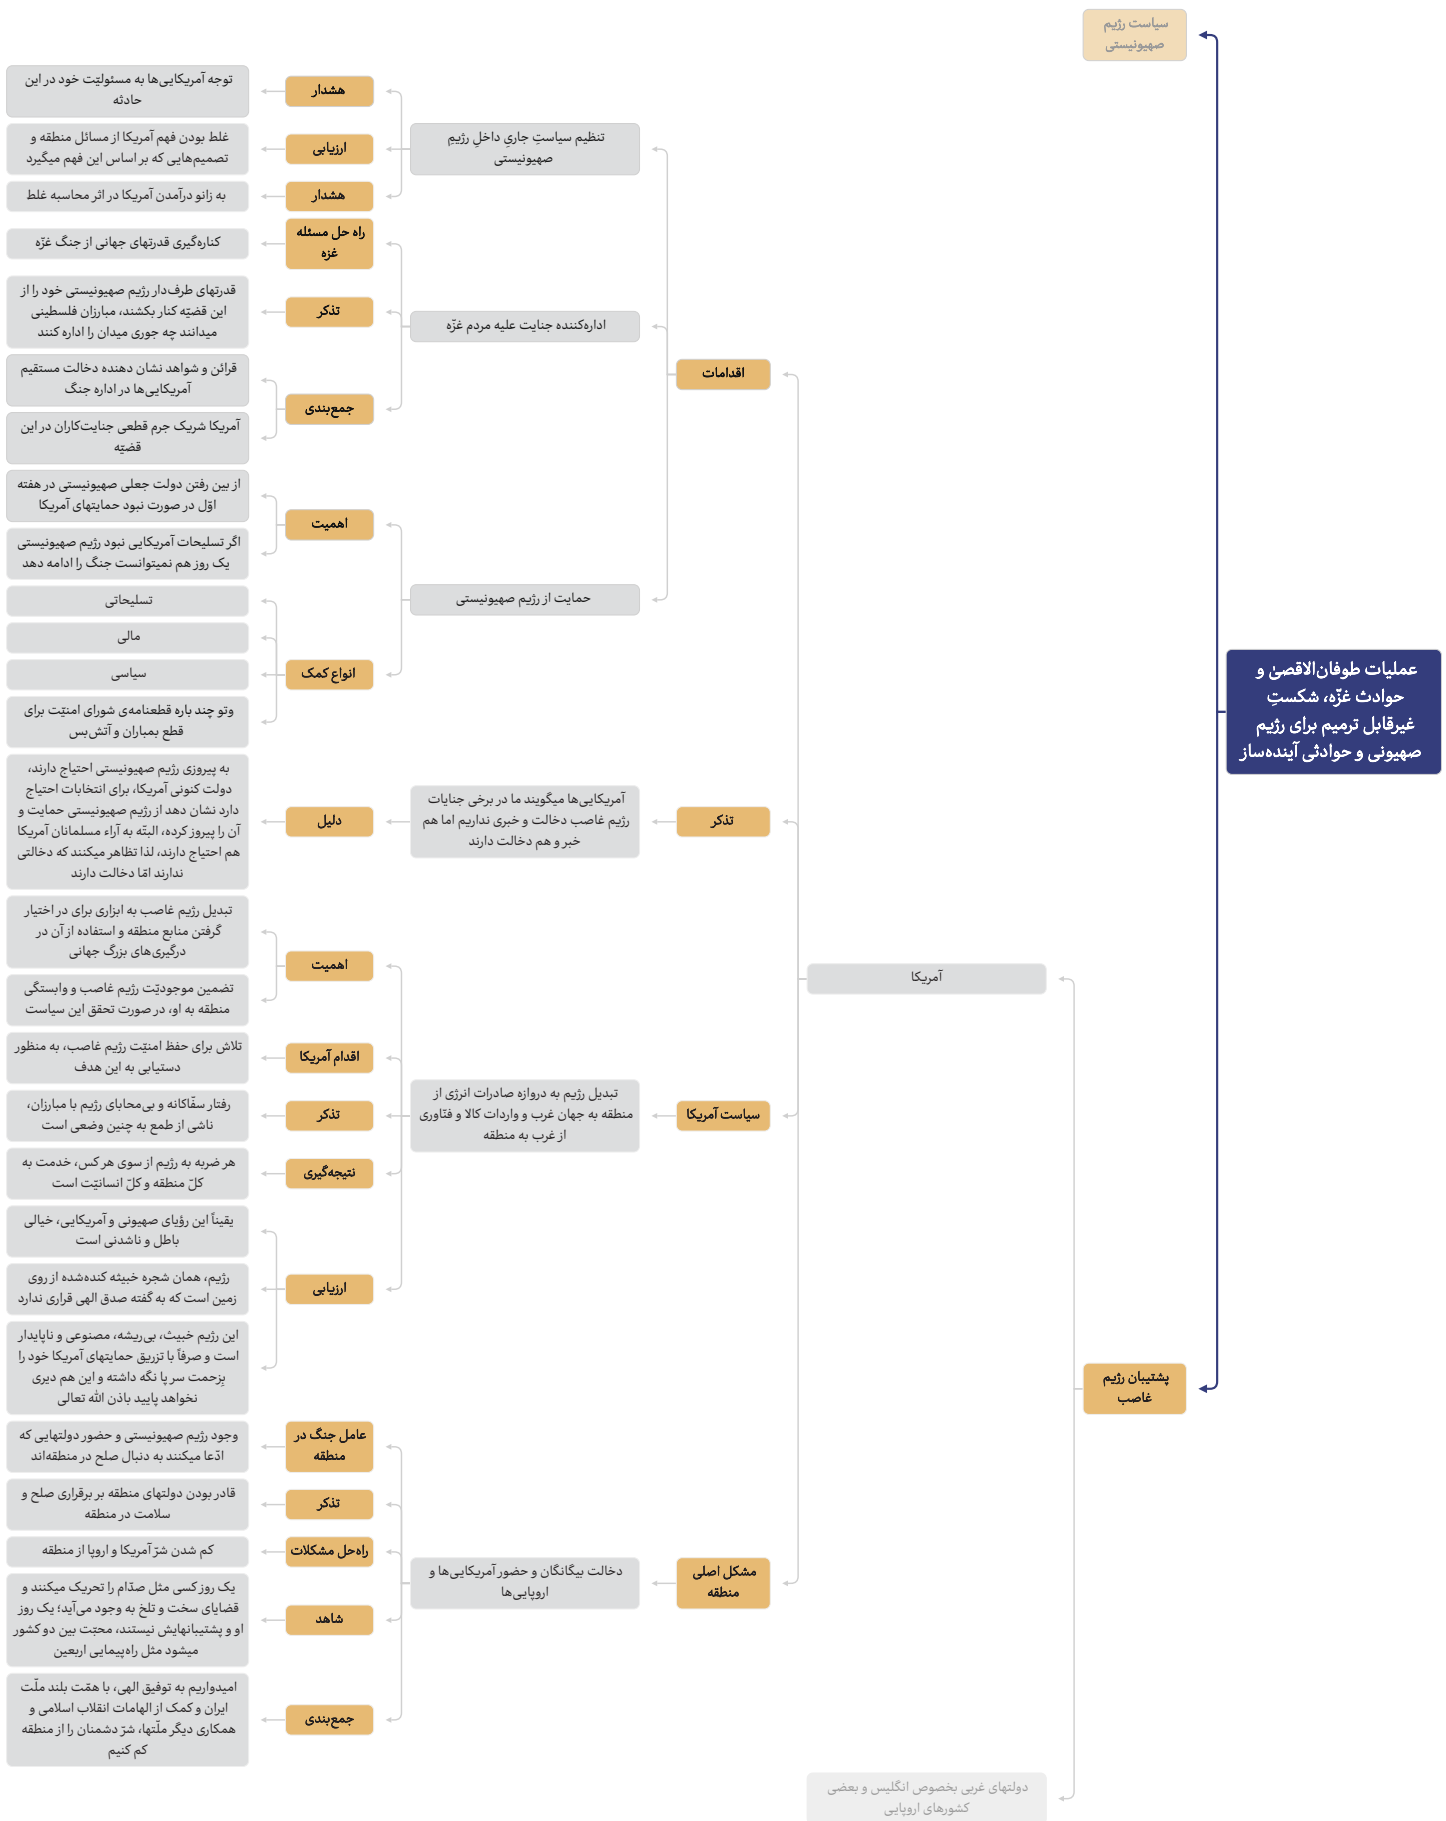 عملیات طوفان‌الاقصیٰ و
حوادث غزّه، شکستِ
غیرقابل ترمیم برای رژیم
صهیونی و حوادثی آینده‌ساز
سیاست رژیم
صهیونیستی
پشتیبان رژیم
غاصب
آمریکا
اقدامات
تنظیم سیاستِ جاریِ داخلِ رژیمِ
صهیونیستی
هشدار
توجه آمریکایی‌ها به مسئولیّت خود در این
حادثه
ارزیابی
غلط بودن فهم آمریکا از مسائل منطقه و
تصمیم‌هایی که بر اساس این فهم میگیرد
هشدار
به زانو درآمدن آمریکا در اثر محاسبه غلط
اداره‌کننده جنایت علیه مردم غزّه
راه حل مسئله
غزه
کناره‌گیری قدرتهای جهانی از جنگ غزّه
تذکر
قدرتهای طرف‌دار رژیم صهیونیستی خود را از
این قضیّه کنار بکشند، مبارزان فلسطینی
میدانند چه جوری میدان را اداره کنند
جمع‌بندی
قرائن و شواهد نشان دهنده دخالت مستقیم
آمریکایی‌ها در اداره جنگ
آمریکا شریک جرم قطعی جنایت‌کاران در این
قضیّه
حمایت از رژیم صهیونیستی
اهمیت
از بین رفتن دولت جعلی صهیونیستی در هفته
اوّل در صورت نبود حمایتهای آمریکا
اگر تسلیحات آمریکایی نبود رژیم صهیونیستی
یک روز هم نمیتوانست جنگ را ادامه دهد
انواع کمک
تسلیحاتی
مالی
سیاسی
وتو چند باره قطعنامه‌ی شورای امنیّت برای
قطع بمباران و آتش‌بس
تذکر
آمریکایی‌ها میگویند ما در برخی جنایات
رژیم غاصب دخالت و خبری نداریم اما هم
خبر و هم دخالت دارند
دلیل
به پیروزی رژیم صهیونیستی احتیاج دارند،
دولت کنونی آمریکا، برای انتخابات احتیاج
دارد نشان دهد از رژیم صهیونیستی حمایت و
آن را پیروز کرده، البتّه به آراء مسلمانان آمریکا
هم احتیاج دارند، لذا تظاهر میکنند که دخالتی
ندارند امّا دخالت دارند
سیاست آمریکا
تبدیل رژیم به دروازه صادرات انرژی از
منطقه به جهان غرب و واردات کالا و فنّاوری
از غرب به منطقه
اهمیت
تبدیل رژیم غاصب به ابزاری برای در اختیار
گرفتن منابع منطقه و استفاده از آن در
درگیری‌های بزرگ جهانی
تضمین موجودیّت رژیم غاصب و وابستگی
منطقه به او، در صورت تحقق این سیاست
اقدام آمریکا
تلاش برای حفظ امنیّت رژیم غاصب، به منظور
دستیابی به این هدف
تذکر
رفتار سفّاکانه و بی‌محابای رژیم با مبارزان،
ناشی از طمع به چنین وضعی است
نتیجه‌گیری
هر ضربه به رژیم از سوی هر کس، خدمت به
کلّ منطقه و کلّ انسانیّت است
ارزیابی
یقیناً این رؤیای صهیونی و آمریکایی، خیالی
باطل و ناشدنی است
رژیم، همان شجره خبیثه کنده‌شده از روی
زمین است که به گفته صدق الهی قراری ندارد
این رژیم خبیث، بی‌ریشه، مصنوعی و ناپایدار
است و صرفاً با تزریق حمایتهای آمریکا خود را
بزحمت سر پا نگه داشته و این هم دیری
نخواهد پایید باذن الله تعالی
مشکل اصلی
منطقه
دخالت بیگانگان و حضور آمریکایی‌ها و
اروپایی‌ها
عامل جنگ در
منطقه
وجود رژیم صهیونیستی و حضور دولتهایی که
ادّعا میکنند به دنبال صلح در منطقه‌اند
تذکر
قادر بودن دولتهای منطقه بر برقراری صلح و
سلامت در منطقه
راه‌حل مشکلات
کم شدن شرّ آمریکا و اروپا از منطقه
شاهد
یک روز کسی مثل صدّام را تحریک میکنند و
قضایای سخت و تلخ به وجود می‌آید؛ یک روز
او و پشتیبانهایش نیستند، محبّت بین دو کشور
میشود مثل راه‌پیمایی اربعین
جمع‌بندی
امیدواریم به توفیق الهی، با همّت بلند ملّت
ایران و کمک از الهامات انقلاب اسلامی و
همکاری دیگر ملّتها، شرّ دشمنان را از منطقه
کم کنیم
دولتهای غربی بخصوص انگلیس و بعضی
کشورهای اروپایی